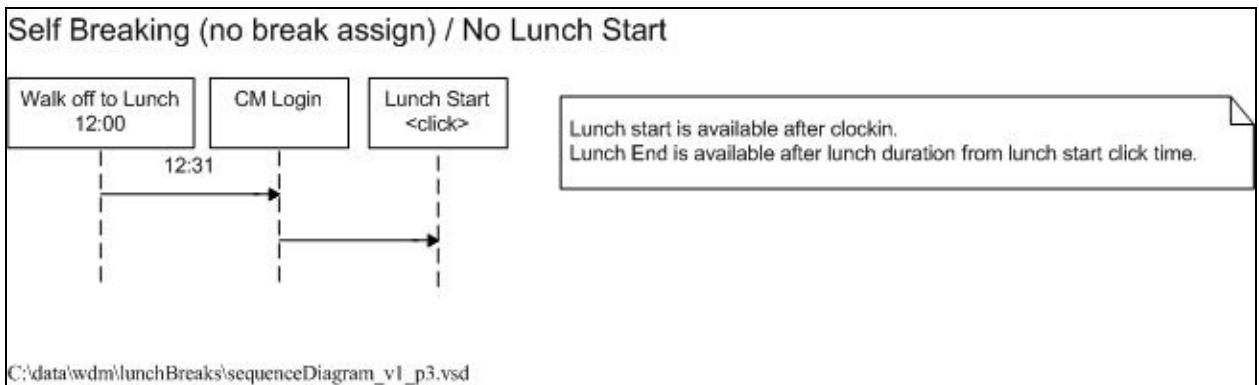 Self Breaking (no break assign) / No Lunch Start
Walk off to Lunch
12:00
CM Login
Lunch Start
<click>
Lunch start is available after clockin.
Lunch End is available after lunch duration from lunch start click time.
12:31
C:\data\wdm\lunchBreaks\sequenceDiagram_v1_p3.vsd